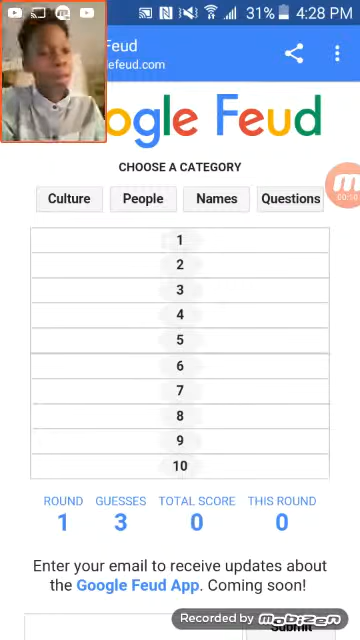 31% 4:28 PM
Feud
efeud.com
oogle Feud
CHOOSE A CATEGORY
Culture People Names Questions
1
2
3
4
5
6
7
8
9
10
ROUND GUESSES TOTAL SCORE THIS ROUND
1 3 0 0
Enter your email to receive updates about
the Google Feud App. Coming soon!
Submit
Recorded by Mobizen